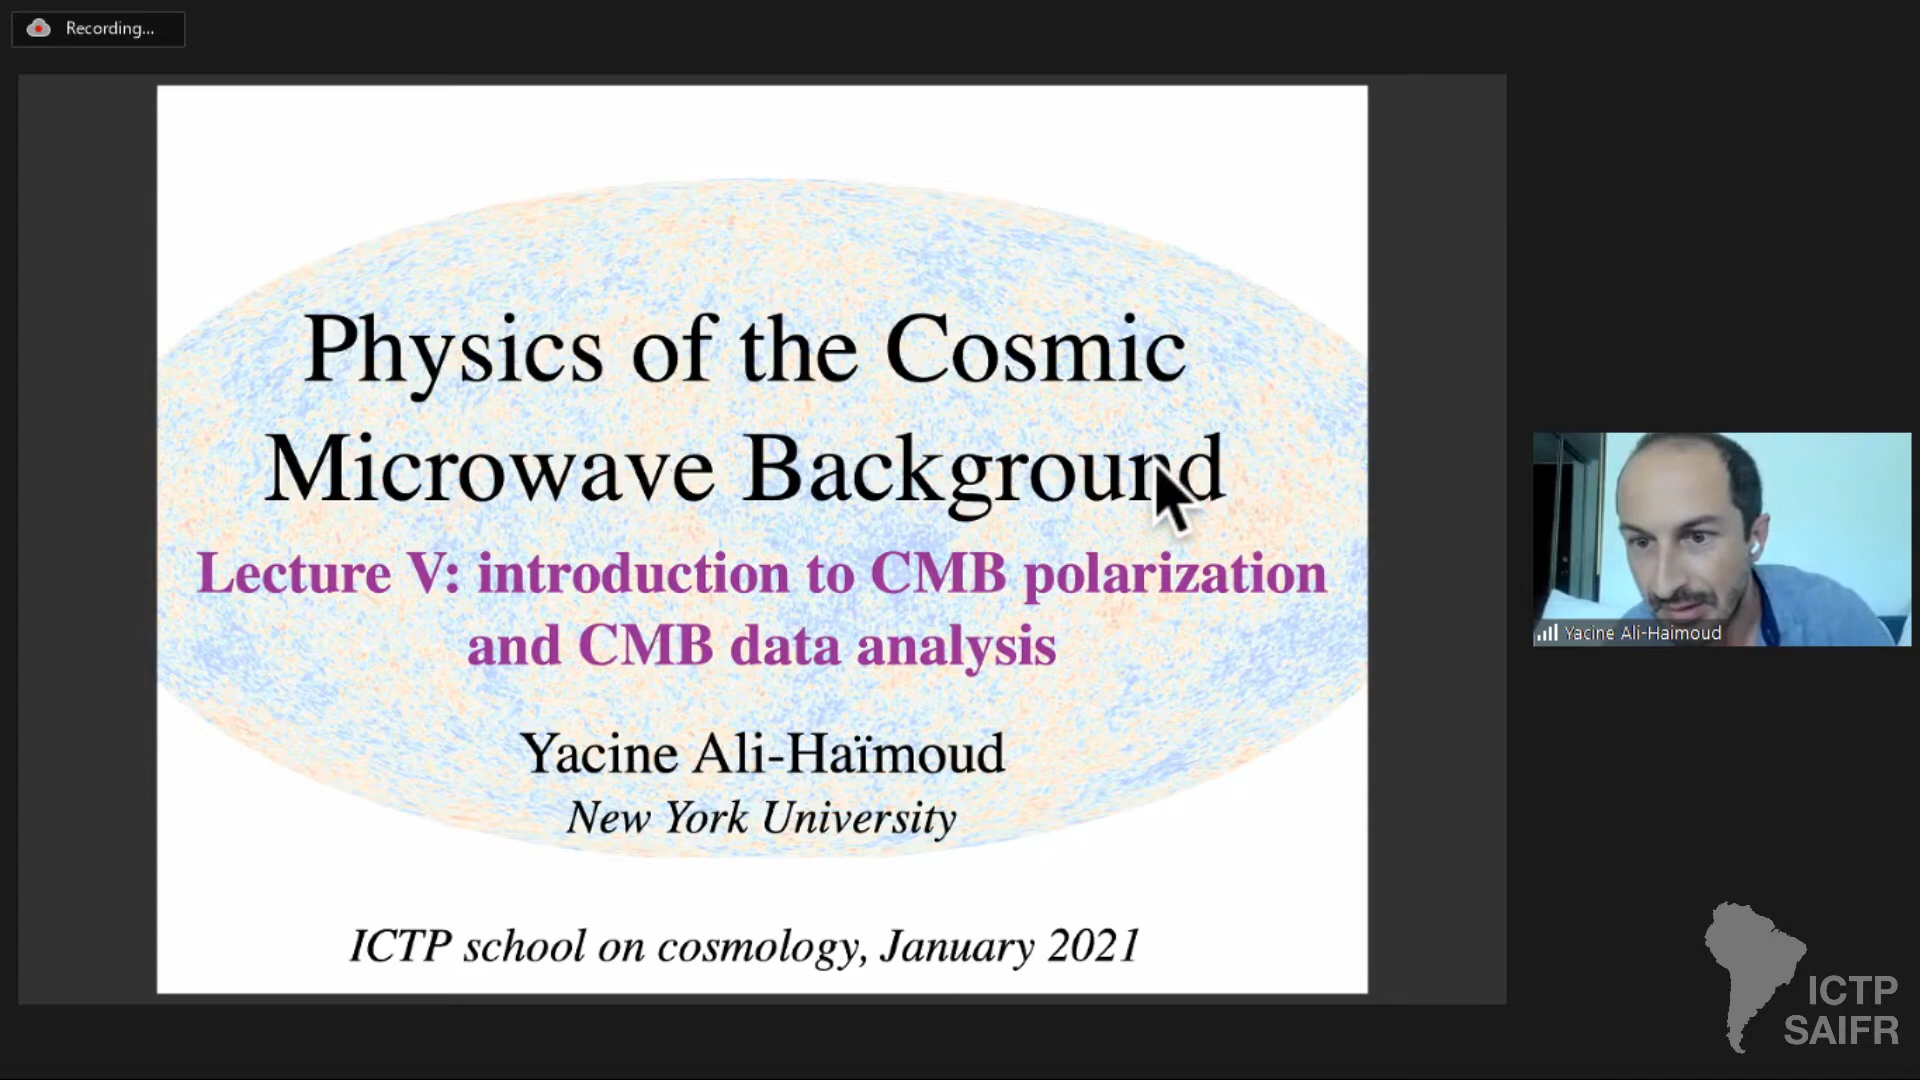 Recording...
Physics of the Cosmic
Microwave Background
Lecture V: introduction to CMB polarization
and CMB data analysis
Yacine Ali-Haïmoud
New York University
ICTP school on cosmology, January 2021
Yacine Ali-Haimoud
ICTP
SAIFR